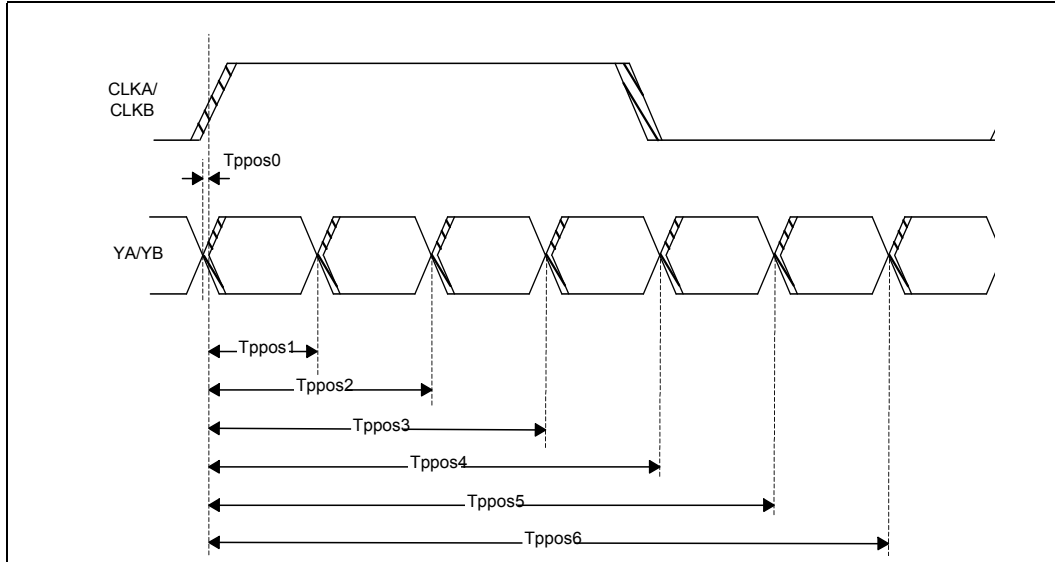 CLKA/
CLKB
Tppos0
YA/YB
Tppos1
Tppos2
Tppos3
Tppos4
Tppos5
Tppos6